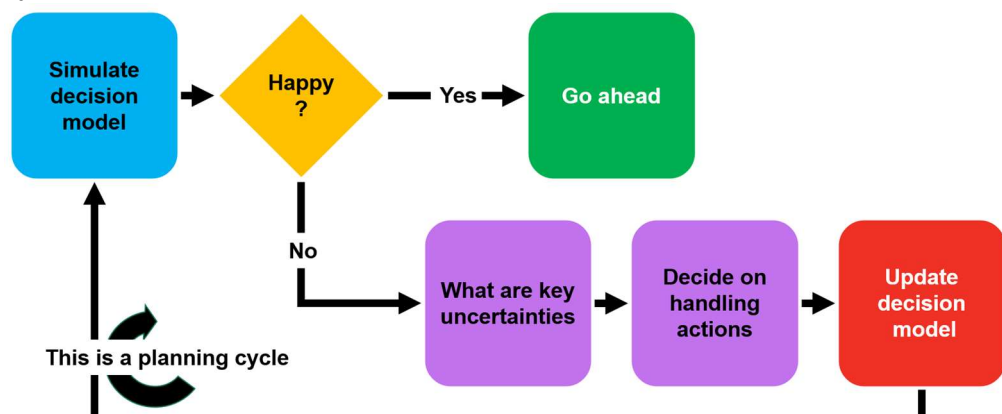 Simulate
decision
model
Happy
?
Yes
Go ahead
No
What are key
uncertainties
Decide on
handling
actions
Update
decision
model
This is a planning cycle